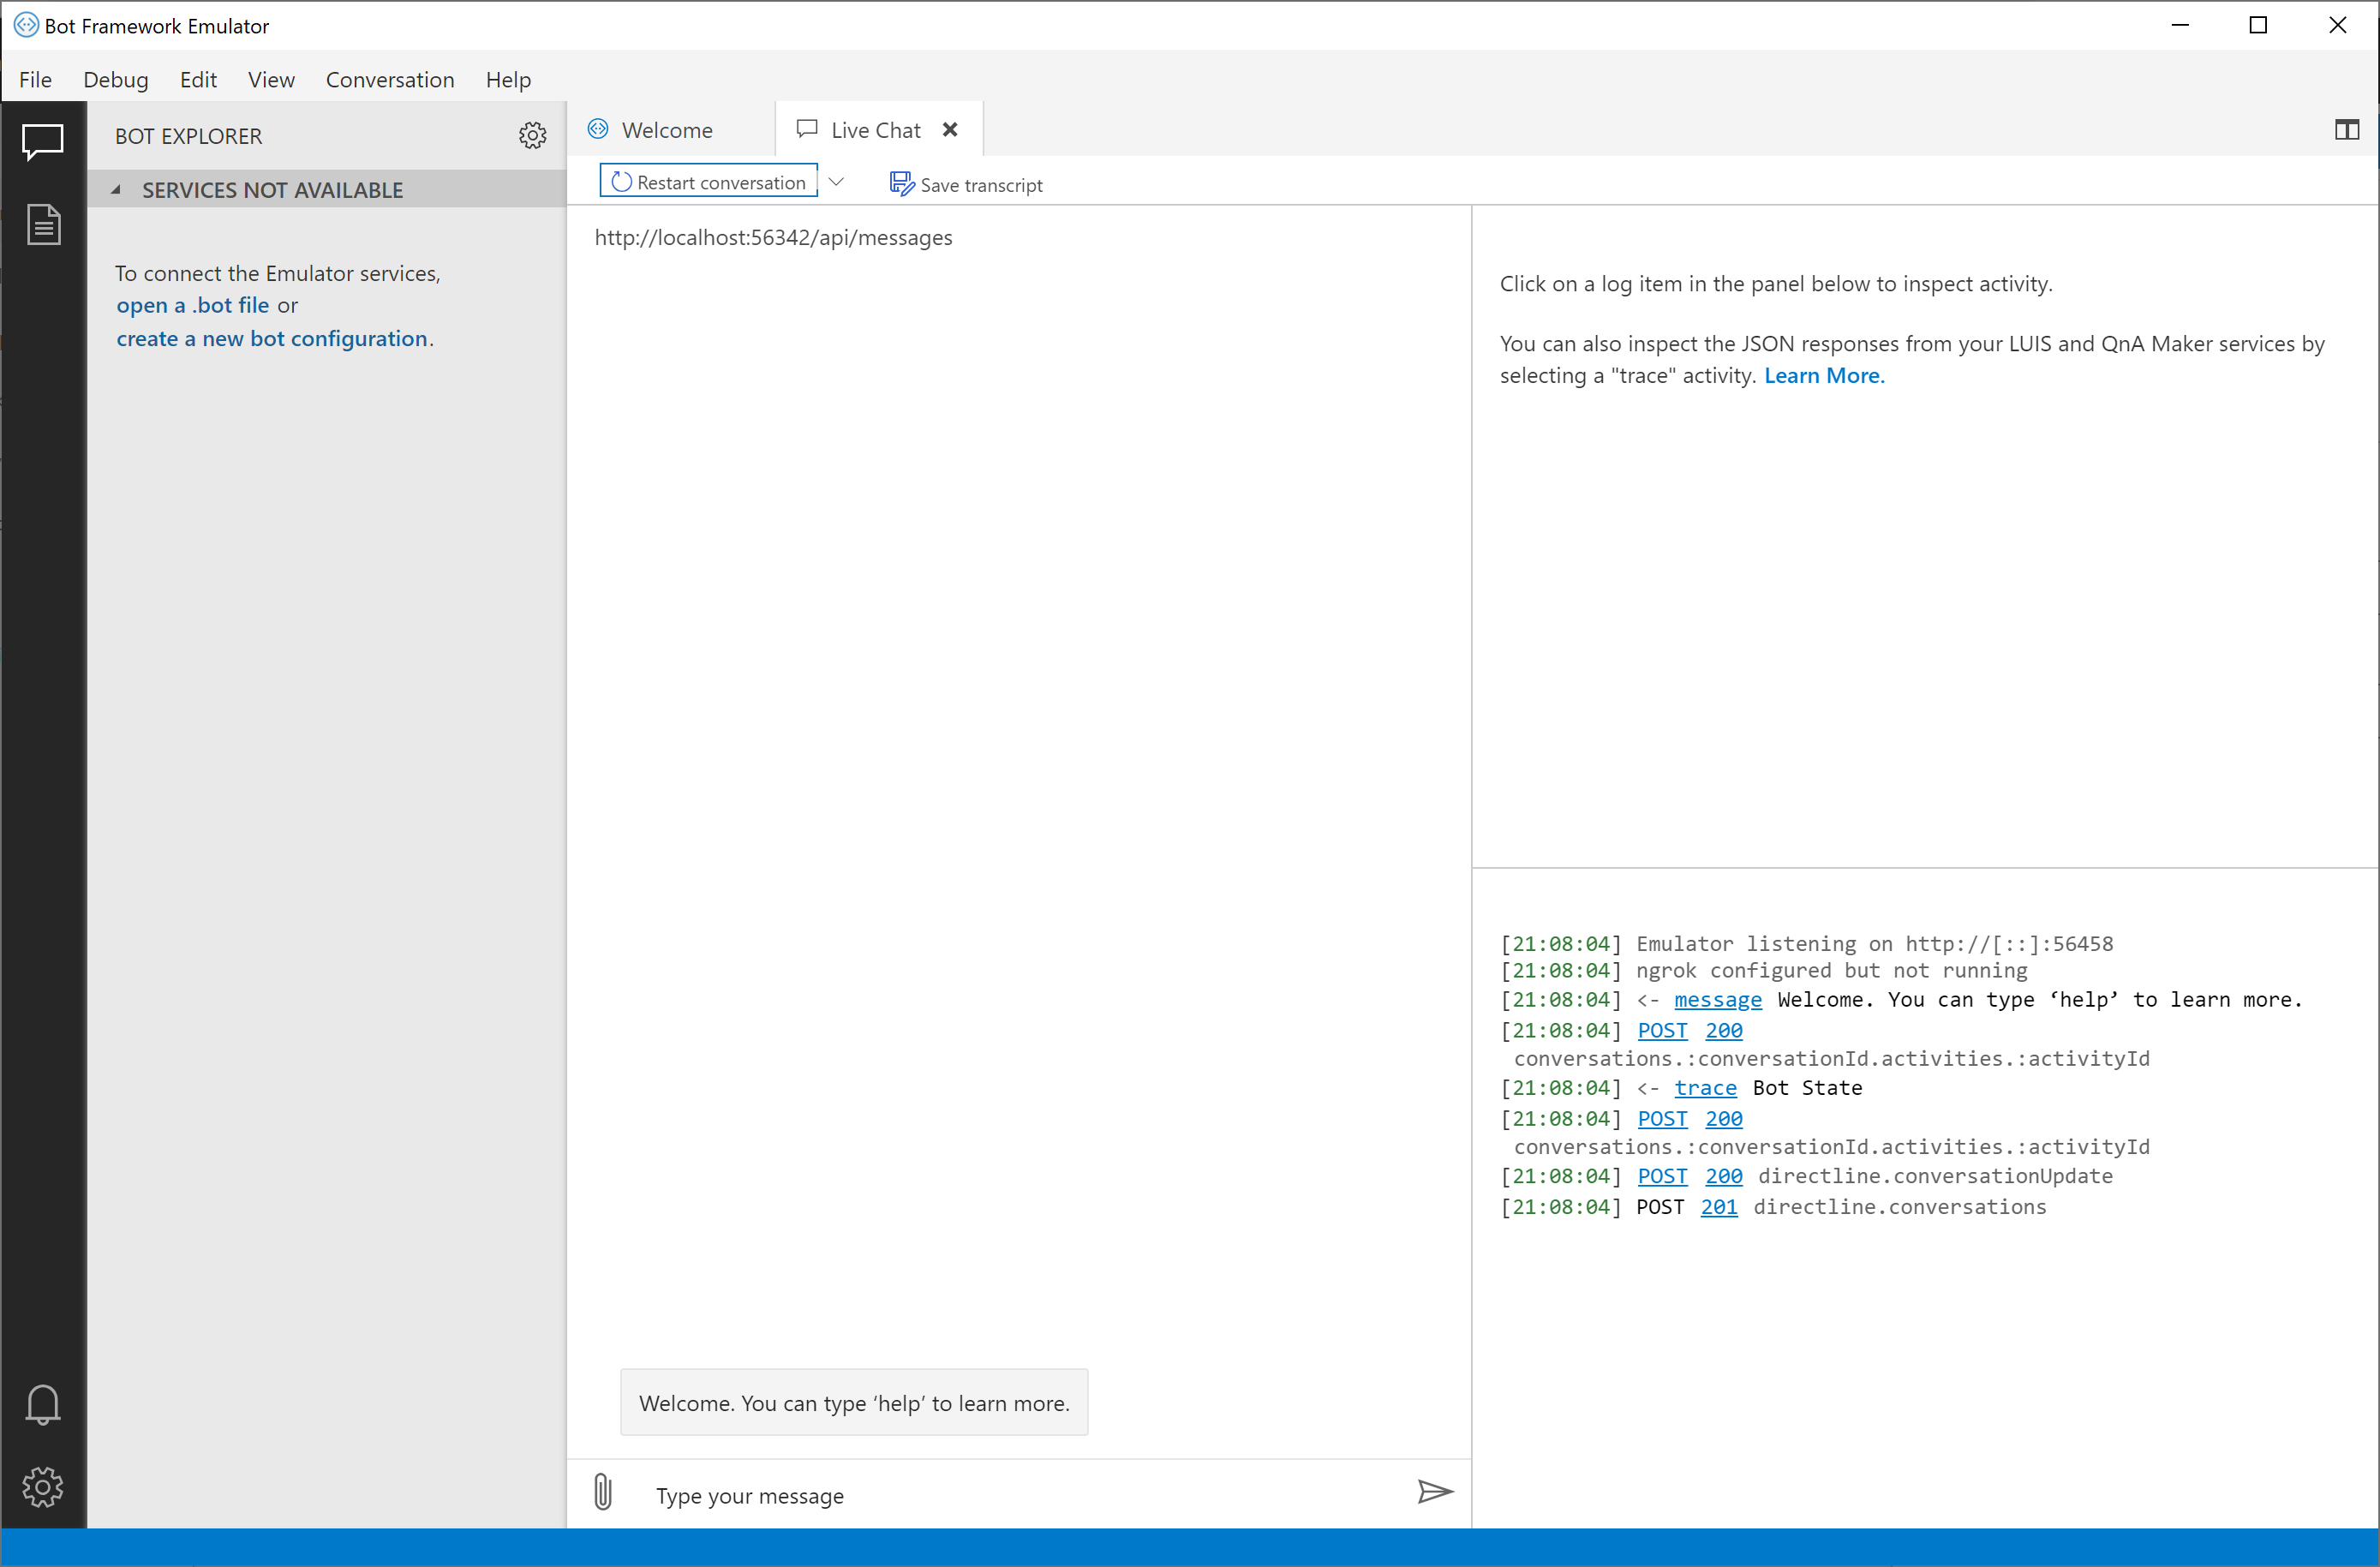 Bot Framework Emulator
File Debug Edit View Conversation Help
BOT EXPLORER
SERVICES NOT AVAILABLE
To connect the Emulator services,
open a .bot file or
create a new bot configuration.
Welcome
Live Chat
Restart conversation
Save transcript
http://localhost:56342/api/messages
Welcome. You can type ‘help’ to learn more.
Type your message
Click on a log item in the panel below to inspect activity.
You can also inspect the JSON responses from your LUIS and QnA Maker services by
selecting a "trace" activity. Learn More.
[21:08:04] Emulator listening on http://[::]:56458
[21:08:04] ngrok configured but not running
[21:08:04] <- message Welcome. You can type ‘help’ to learn more.
[21:08:04] POST 200
conversations.:conversationId.activities.:activityId
[21:08:04] <- trace Bot State
[21:08:04] POST 200
conversations.:conversationId.activities.:activityId
[21:08:04] POST 200 directline.conversationUpdate
[21:08:04] POST 201 directline.conversations